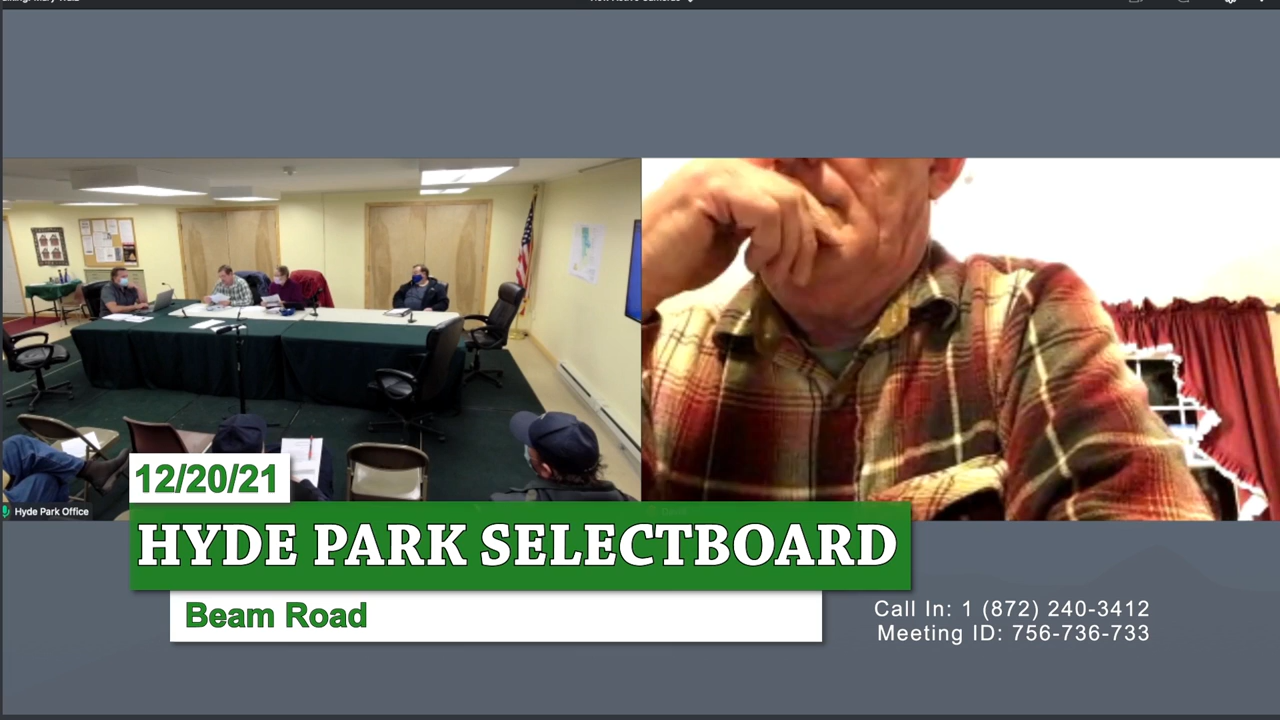 Hyde Park Office
12/20/21
HYDE PARK SELECTBOARD
Beam Road
Call In: 1 (872) 240-3412
Meeting ID: 756-736-733